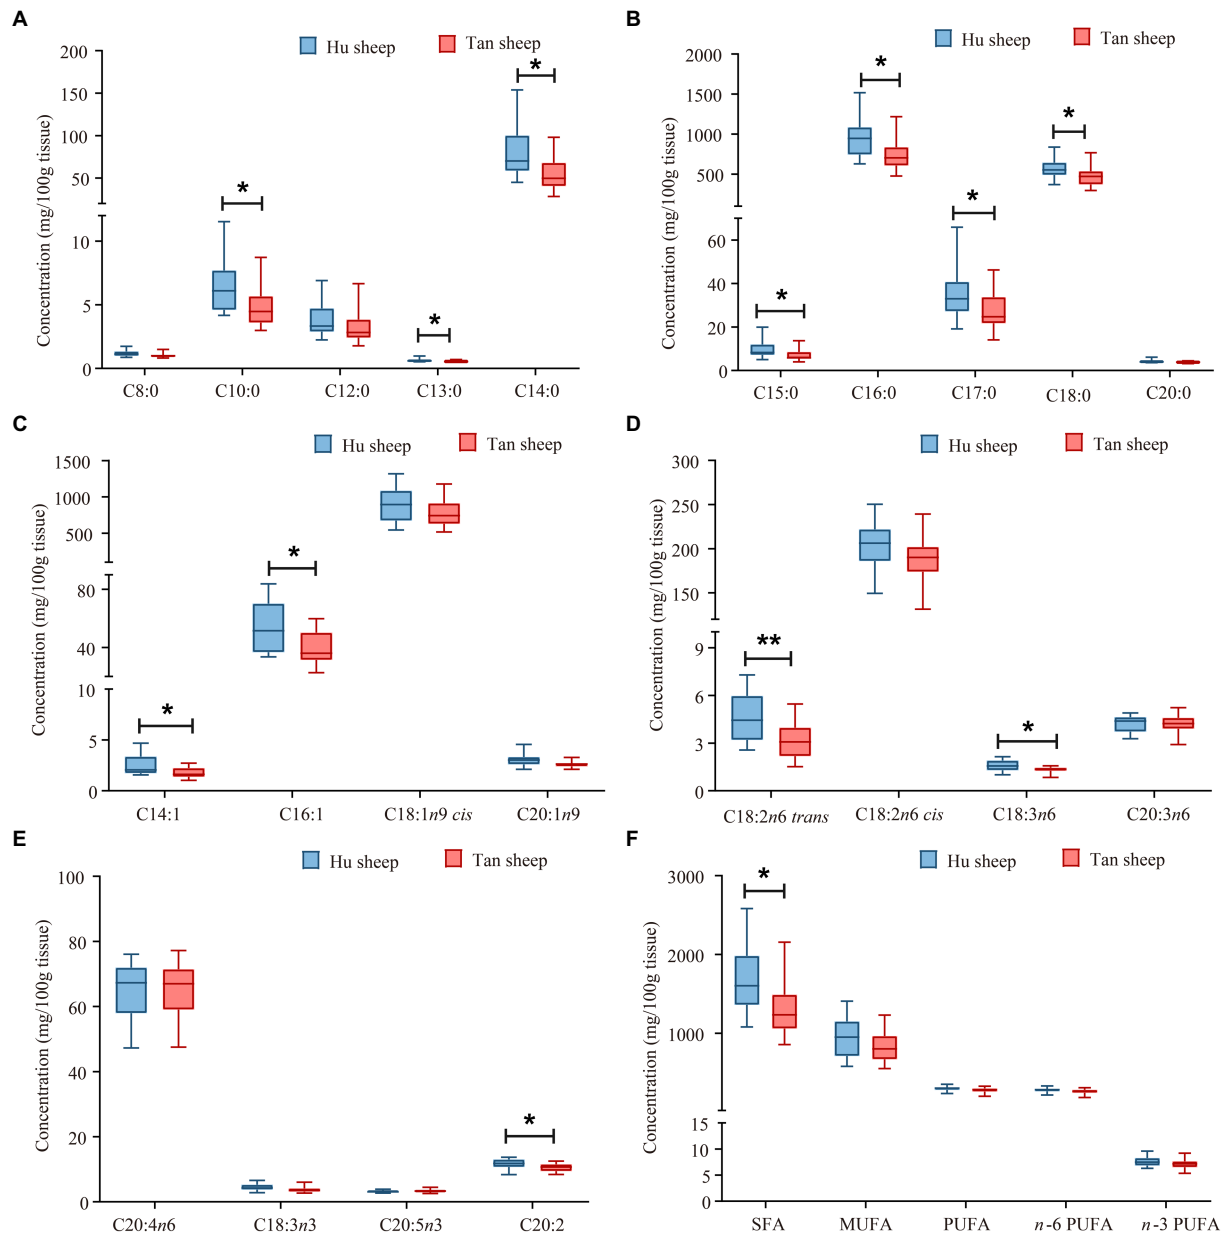 A
Hu sheep
Tan sheep
Concentration (mg/100g tissue)
200
150
100
50
10
5
0
*
*
*
C8:0
C10:0
C12:0
C13:0
C14:0
B
Hu sheep
Tan sheep
Concentration (mg/100g tissue)
2000
1500
1000
500
60
40
20
0
*
*
*
*
C15:0
C16:0
C17:0
C18:0
C20:0
C
Hu sheep
Tan sheep
Concentration (mg/100g tissue)
1500
1000
500
80
40
10
5
0
*
*
C14:1
C16:1
C18:1n9 cis
C20:1n9
D
Hu sheep
Tan sheep
Concentration (mg/100g tissue)
300
250
200
150
9
6
3
0
**
*
C18:2n6 trans
C18:2n6 cis
C18:3n6
C20:3n6
E
Hu sheep
Tan sheep
Concentration (mg/100g tissue)
100
80
60
40
20
0
*
C20:4n6
C18:3n3
C20:5n3
C20:2
F
Hu sheep
Tan sheep
Concentration (mg/100g tissue)
3000
2000
1000
15
10
5
0
*
SFA
MUFA
PUFA
n-6 PUFA
n-3 PUFA